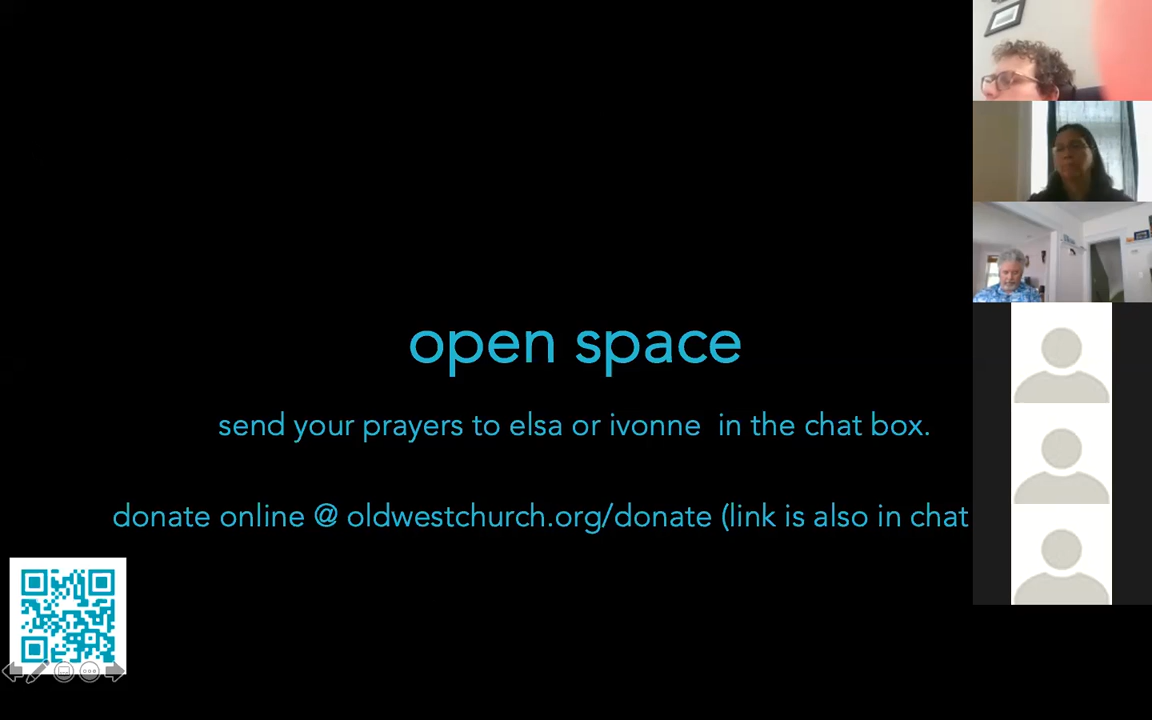 open space
send your prayers to elsa or ivonne  in the chat box.
donate online @ oldwestchurch.org/donate (link is also in chat